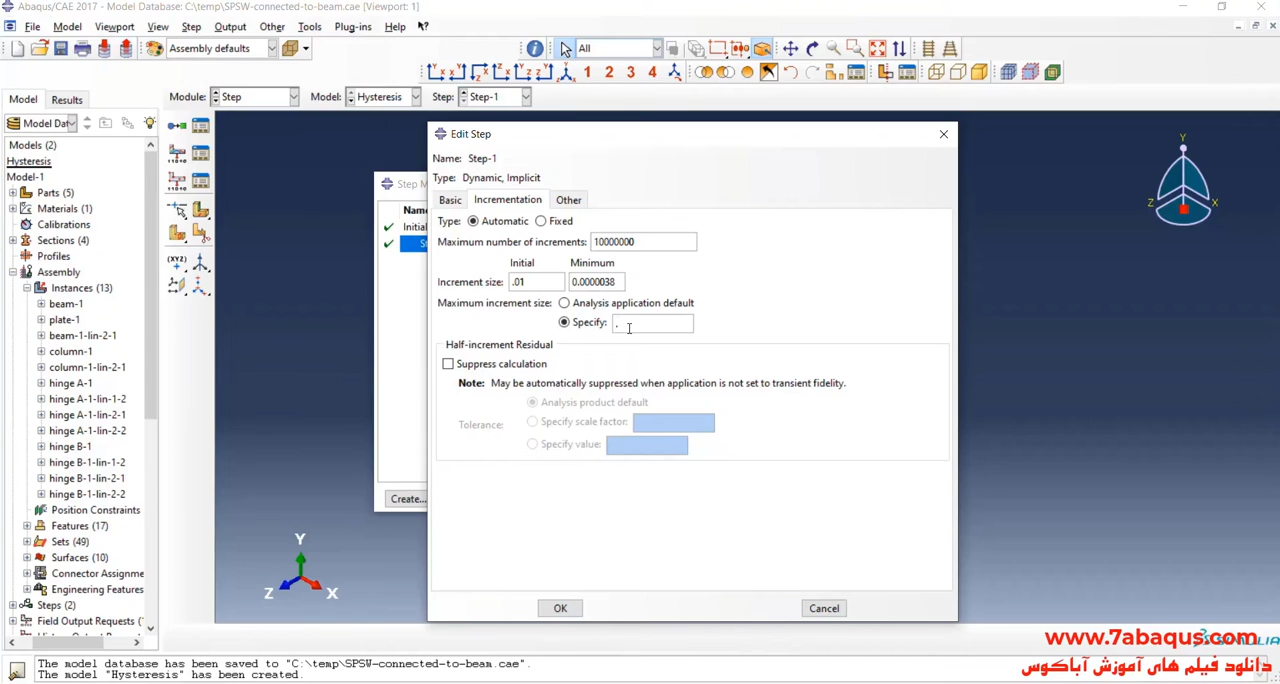 Abaqus/CAE 2017 - Model Database: C:\temp\SPSW-connected-to-beam.cae [Viewport: 1]
File Model Viewport View Step Output Other Tools Plug-ins Help
Assembly defaults All
1 2 3 4
Model Results Module: Step Model: Hysteresis Step: Step-1
Model Dat
Models (2)
Hysteresis
Model-1
Parts (5)
Materials (1)
Calibrations
Sections (4)
Profiles
Assembly
Instances (13)
beam-1
plate-1
beam-1-lin-2-1
column-1
column-1-lin-2-1
hinge A-1
hinge A-1-lin-1-2
hinge A-1-lin-2-1
hinge A-1-lin-2-2
hinge B-1
hinge B-1-lin-1-2
hinge B-1-lin-2-1
hinge B-1-lin-2-2
Position Constraints
Features (17)
Sets (49)
Surfaces (10)
Connector Assignme
Engineering Features
Steps (2)
Field Output Requests (
Step M
Nam
Initial
St
Create...
Edit Step
Name: Step-1
Type: Dynamic, Implicit
Basic Incrementation Other
Type: Automatic Fixed
Maximum number of increments: 10000000
Initial Minimum
Increment size: .01 0.0000038
Maximum increment size: Analysis application default
Specify: .
Half-increment Residual
Suppress calculation
Note: May be automatically suppressed when application is not set to transient fidelity.
Analysis product default
Tolerance: Specify scale factor:
Specify value:
OK Cancel
Y
Z X
Y
Z X
www.7abaqus.com
دانلود فیلم های آموزش آباکوس
The model database has been saved to "C:\temp\SPSW-connected-to-beam.cae".
The model "Hysteresis" has been created.